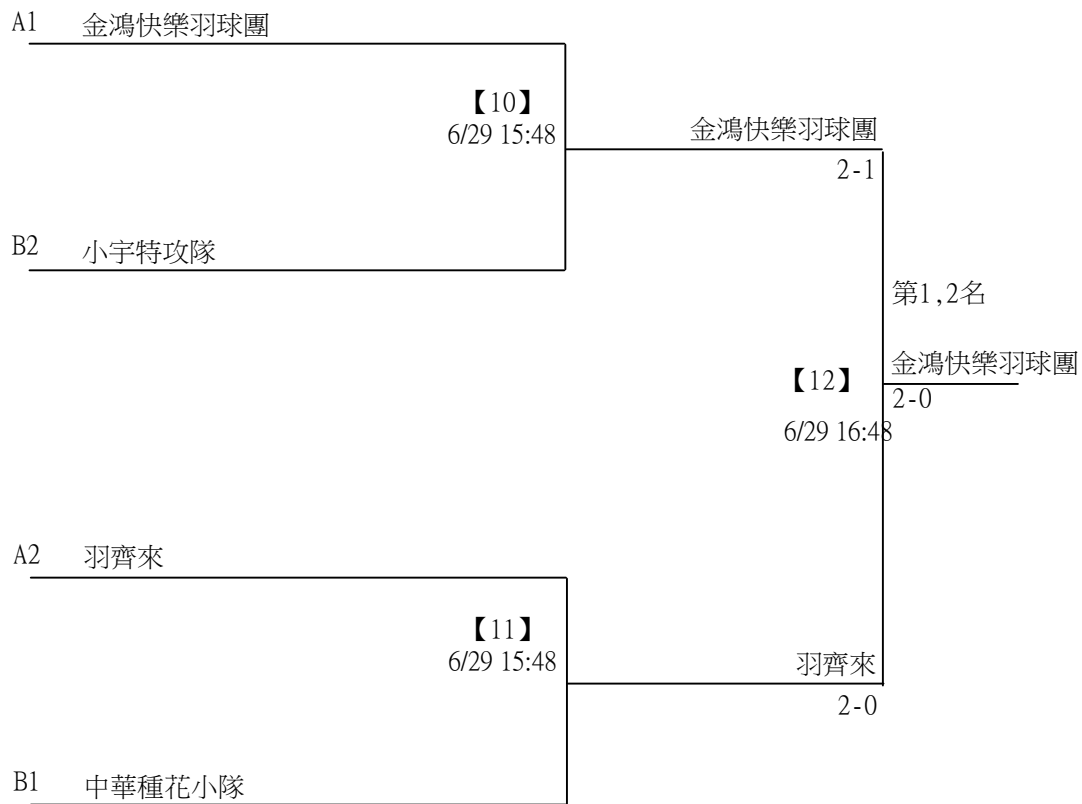 A1 金鴻快樂羽球團
【10】
6/29 15:48
金鴻快樂羽球團
2-1
B2 小宇特攻隊
第1,2名
金鴻快樂羽球團
【12】
2-0
6/29 16:48
A2 羽齊來
【11】
6/29 15:48
羽齊來
2-0
B1 中華種花小隊